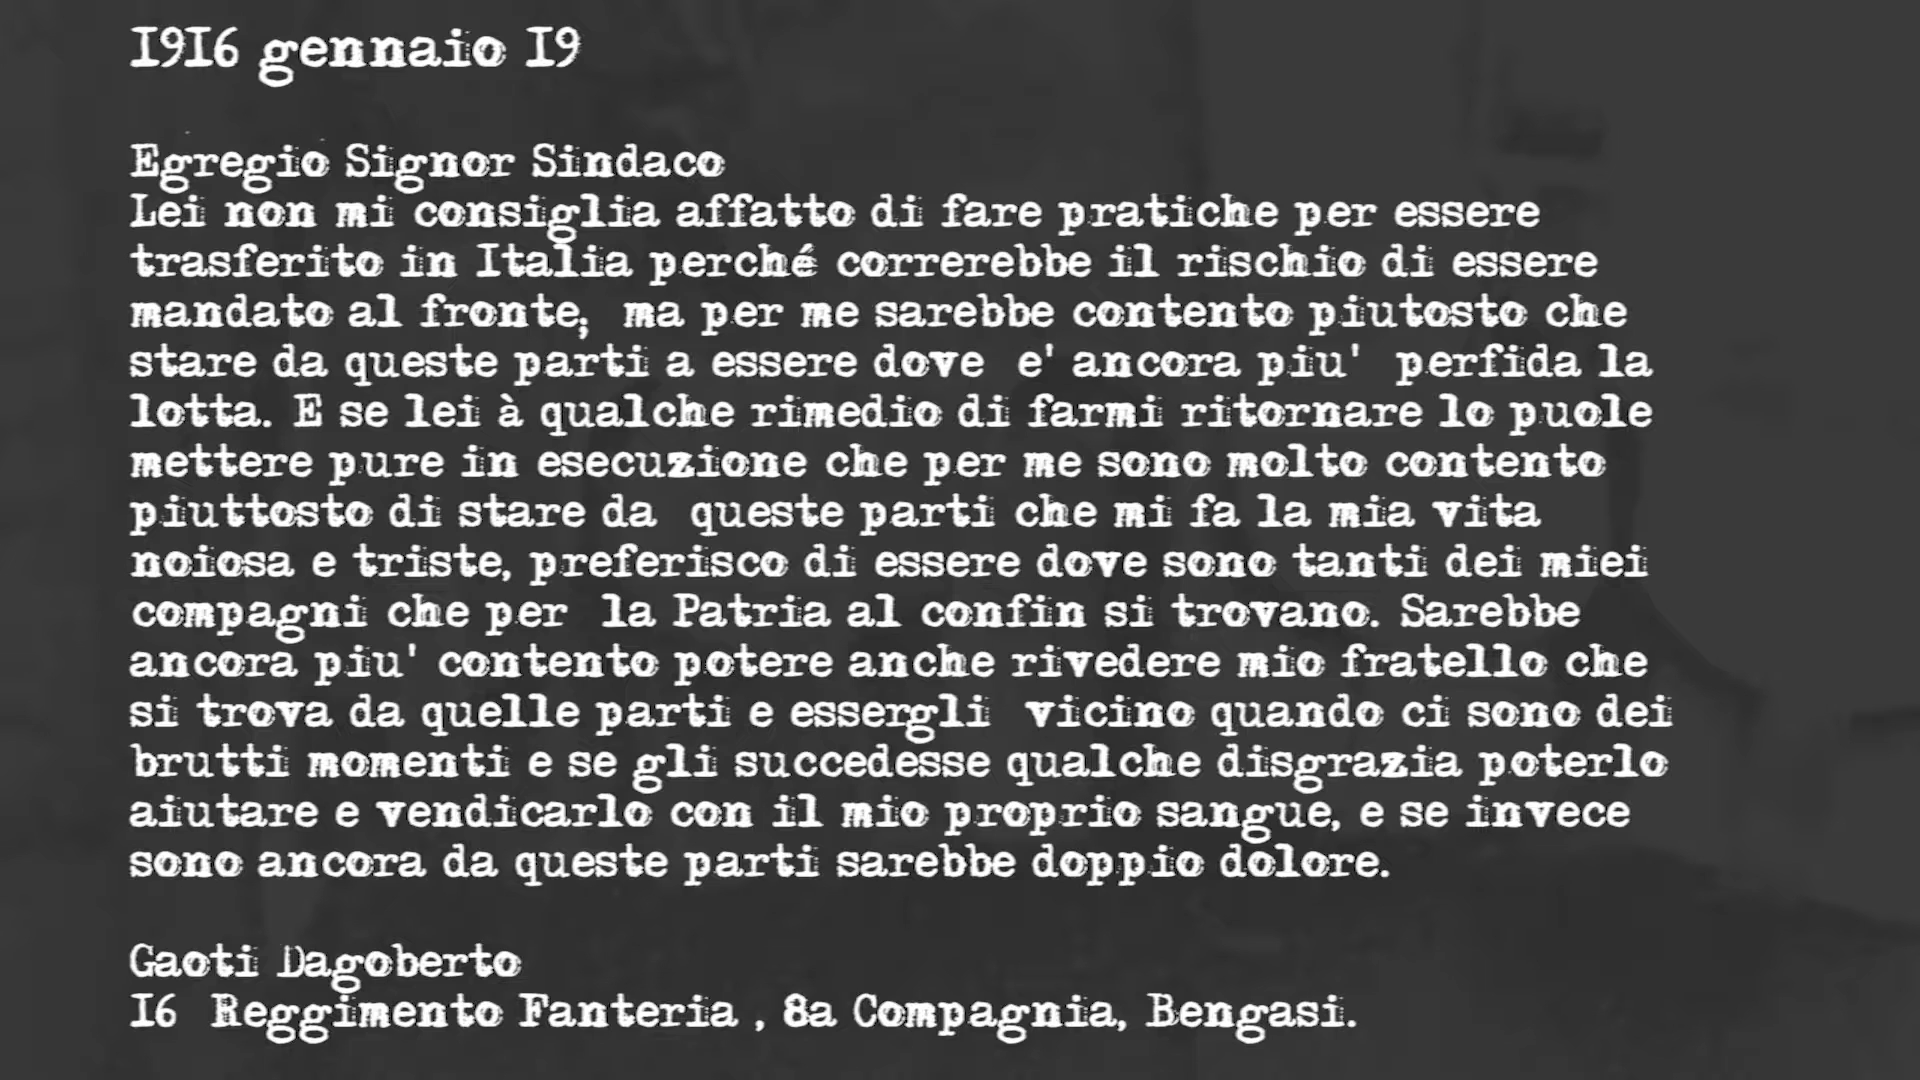 1916 gennaio 19
Egregio Signor Sindaco
Lei non mi consiglia affatto di fare pratiche per essere
trasferito in Italia perché correrebbe il rischio di essere
mandato al fronte, ma per me sarebbe contento piutosto che
stare da queste parti a essere dove e' ancora piu' perfida la
lotta. E se lei à qualche rimedio di farmi ritornare lo puole
mettere pure in esecuzione che per me sono molto contento
piuttosto di stare da queste parti che mi fa la mia vita
noiosa e triste, preferisco di essere dove sono tanti dei miei
compagni che per la Patria al confin si trovano. Sarebbe
ancora piu' contento potere anche rivedere mio fratello che
si trova da quelle parti e essergli vicino quando ci sono dei
brutti momenti e se gli succedesse qualche disgrazia poterlo
aiutare e vendicarlo con il mio proprio sangue, e se invece
sono ancora da queste parti sarebbe doppio dolore.
Gaoti Dagoberto
16 Reggimento Fanteria , 8a Compagnia, Bengasi.